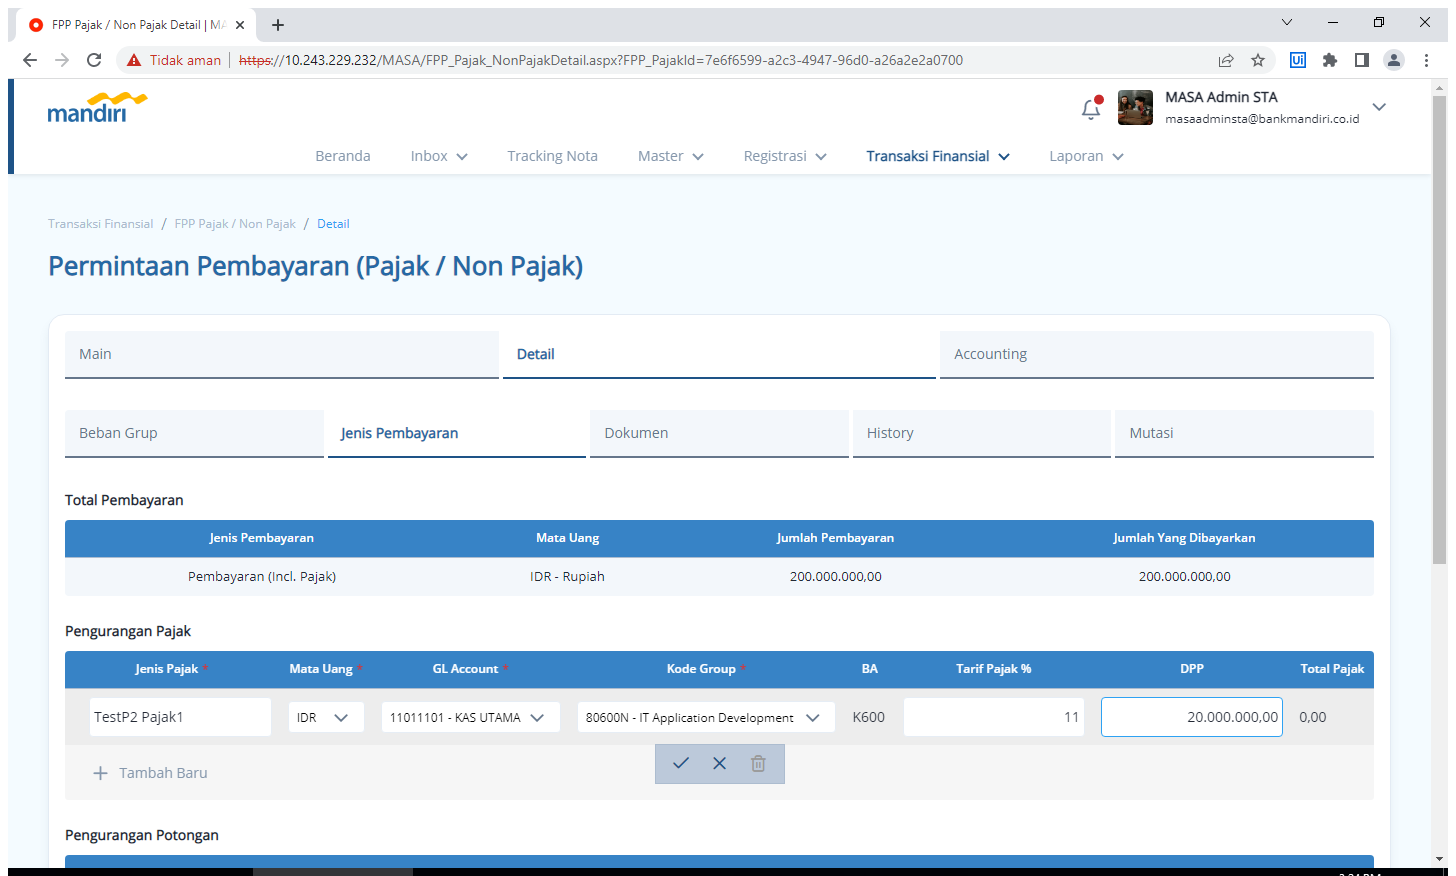 FPP Pajak / Non Pajak Detail | MA
Tidak aman
https://10.243.229.232/MASA/FPP_Pajak_NonPajakDetail.aspx?FPP_PajakId=7e6f6599-a2c3-4947-96d0-a26a2e2a0700
Ui
mandiri
MASA Admin STA
masaadminsta@bankmandiri.co.id
Beranda Inbox Tracking Nota Master Registrasi Transaksi Finansial Laporan
Transaksi Finansial / FPP Pajak / Non Pajak / Detail
Permintaan Pembayaran (Pajak / Non Pajak)
Main Detail Accounting
Beban Grup Jenis Pembayaran Dokumen History Mutasi
Total Pembayaran
Jenis Pembayaran Mata Uang Jumlah Pembayaran Jumlah Yang Dibayarkan
Pembayaran (Incl. Pajak) IDR - Rupiah 200.000.000,00 200.000.000,00
Pengurangan Pajak
Jenis Pajak * Mata Uang * GL Account * Kode Group * BA Tarif Pajak % DPP Total Pajak
TestP2 Pajak1 IDR 11011101 - KAS UTAMA 80600N - IT Application Development K600 11 20.000.000,00 0,00
+ Tambah Baru
Pengurangan Potongan